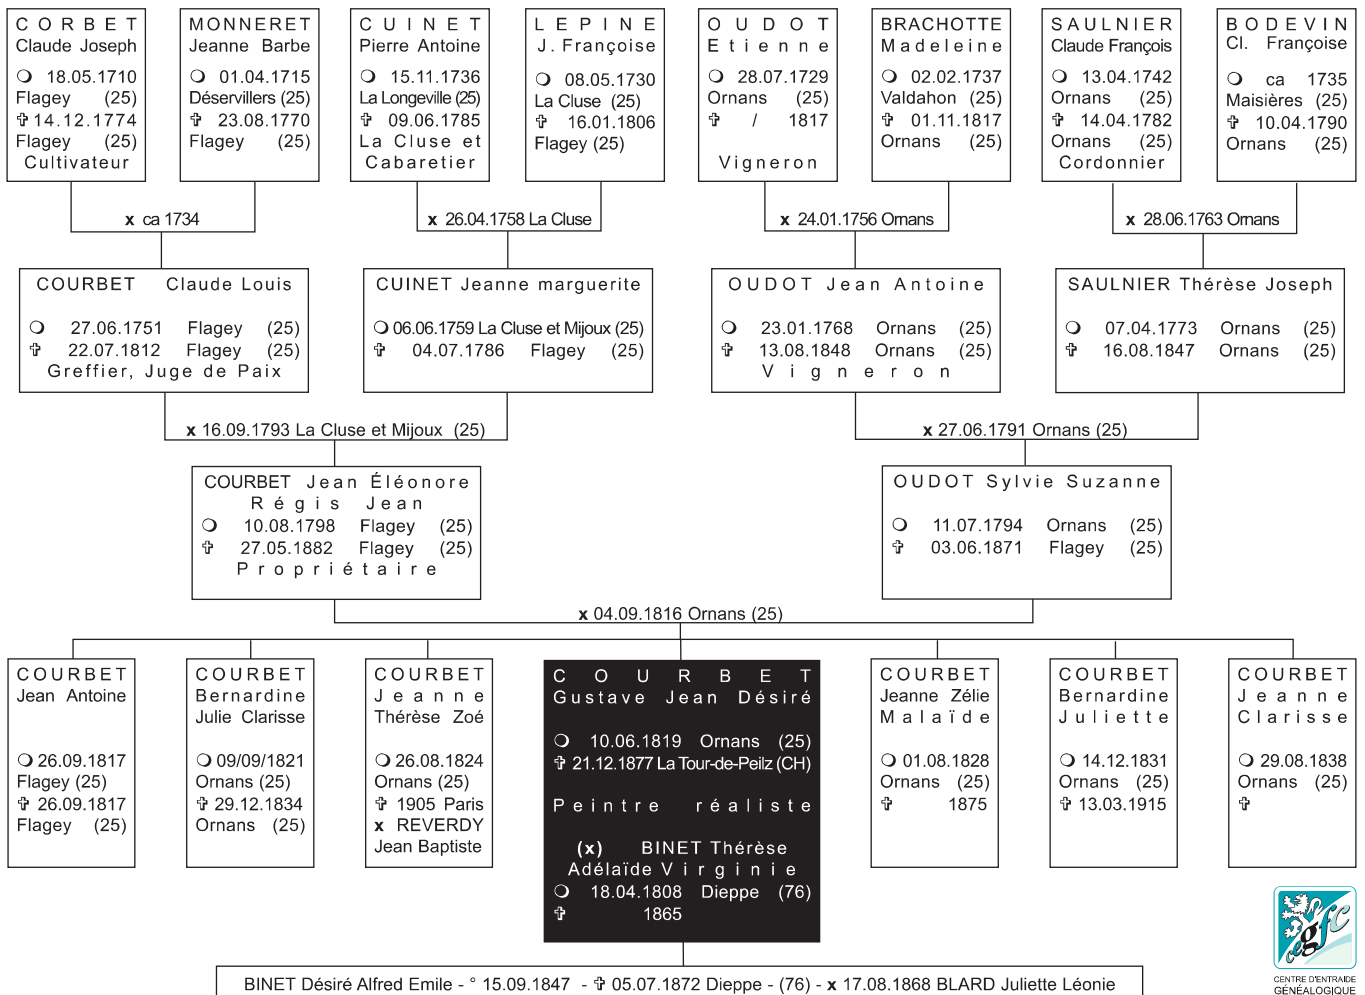 CORBET
Claude Joseph
❍ 18.05.1710
Flagey (25)
✞ 14.12.1774
Flagey (25)
Cultivateur
MONNERET
Jeanne Barbe
❍ 01.04.1715
Déservillers (25)
✞ 23.08.1770
Flagey (25)
CUINET
Pierre Antoine
❍ 15.11.1736
La Longeville (25)
✞ 09.06.1785
La Cluse et
Cabaretier
LEPINE
J. Françoise
❍ 08.05.1730
La Cluse (25)
✞ 16.01.1806
Flagey (25)
OUDOT
Etienne
❍ 28.07.1729
Ornans (25)
✞ / 1817
Vigneron
BRACHOTTE
Madeleine
❍ 02.02.1737
Valdahon (25)
✞ 01.11.1817
Ornans (25)
SAULNIER
Claude François
❍ 13.04.1742
Ornans (25)
✞ 14.04.1782
Ornans (25)
Cordonnier
BODEVIN
Cl. Françoise
❍ ca 1735
Maisières (25)
✞ 10.04.1790
Ornans (25)
x ca 1734
x 26.04.1758 La Cluse
x 24.01.1756 Ornans
x 28.06.1763 Ornans
COURBET Claude Louis
❍ 27.06.1751 Flagey (25)
✞ 22.07.1812 Flagey (25)
Greffier, Juge de Paix
CUINET Jeanne marguerite
❍ 06.06.1759 La Cluse et Mijoux (25)
✞ 04.07.1786 Flagey (25)
OUDOT Jean Antoine
❍ 23.01.1768 Ornans (25)
✞ 13.08.1848 Ornans (25)
Vigneron
SAULNIER Thérèse Joseph
❍ 07.04.1773 Ornans (25)
✞ 16.08.1847 Ornans (25)
x 16.09.1793 La Cluse et Mijoux (25)
x 27.06.1791 Ornans (25)
COURBET Jean Éléonore
Régis Jean
❍ 10.08.1798 Flagey (25)
✞ 27.05.1882 Flagey (25)
Propriétaire
OUDOT Sylvie Suzanne
❍ 11.07.1794 Ornans (25)
✞ 03.06.1871 Flagey (25)
x 04.09.1816 Ornans (25)
COURBET
Jean Antoine
❍ 26.09.1817
Flagey (25)
✞ 26.09.1817
Flagey (25)
COURBET
Bernardine
Julie Clarisse
❍ 09/09/1821
Ornans (25)
✞ 29.12.1834
Ornans (25)
COURBET
Jeanne
Thérèse Zoé
❍ 26.08.1824
Ornans (25)
✞ 1905 Paris
x REVERDY
Jean Baptiste
COURBET
Gustave Jean Désiré
❍ 10.06.1819 Ornans (25)
✞ 21.12.1877 La Tour-de-Peilz (CH)
Peintre réaliste
(x) BINET Thérèse
Adélaïde Virginie
❍ 18.04.1808 Dieppe (76)
✞ 1865
COURBET
Jeanne Zélie
Malaïde
❍ 01.08.1828
Ornans (25)
✞ 1875
COURBET
Bernardine
Juliette
❍ 14.12.1831
Ornans (25)
✞ 13.03.1915
COURBET
Jeanne
Clarisse
❍ 29.08.1838
Ornans (25)
✞
BINET Désiré Alfred Emile - ° 15.09.1847 - ✞ 05.07.1872 Dieppe - (76) - x 17.08.1868 BLARD Juliette Léonie
cegfc
CENTRE D'ENTRAIDE
GÉNÉALOGIQUE